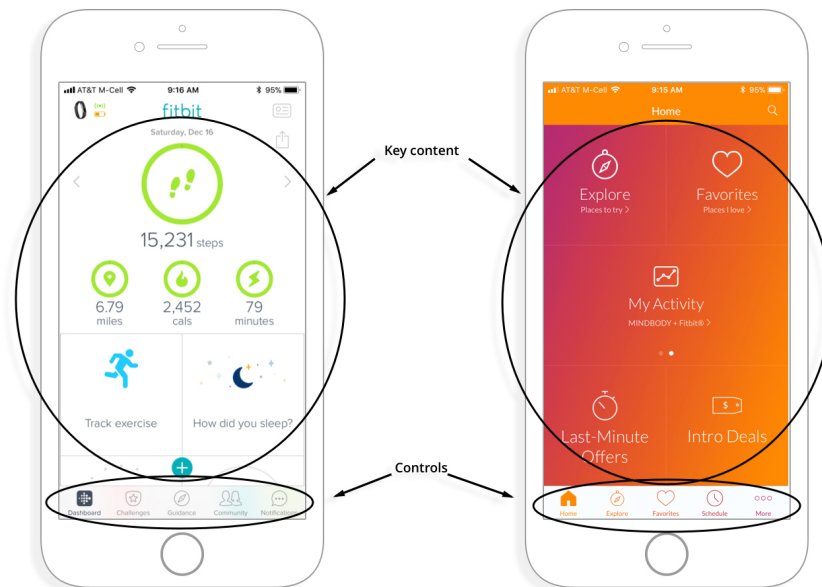 AT&T M-Cell 9:16 AM 95%
fitbit
Saturday, Dec 16
15,231 steps
6.79
miles
2,452
cals
79
minutes
Track exercise
How did you sleep?
Dashboard
Challenges
Guidance
Community
Notifications
Key content
Controls
AT&T M-Cell 9:15 AM 95%
Home
Explore
Places to try >
Favorites
Places I love >
My Activity
MINDBODY + Fitbit® >
Last-Minute
Offers
$
Intro Deals
Home
Explore
Favorites
Schedule
More